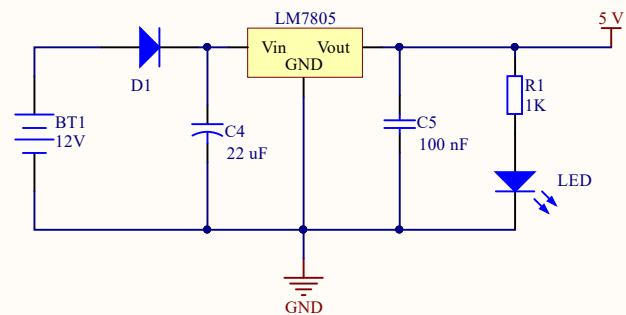 LM7805
5 V
Vin Vout
GND
D1
R1
1K
BT1
12V
C4
22 uF
C5
100 nF
LED
GND